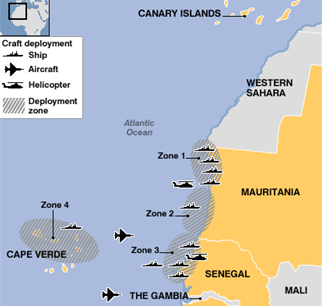 CANARY ISLANDS
Craft deployment
Ship
Aircraft
Helicopter
Deployment
zone
WESTERN
SAHARA
Atlantic
Ocean
Zone 1
MAURITANIA
Zone 4
Zone 2
Zone 3
CAPE VERDE
SENEGAL
THE GAMBIA
MALI